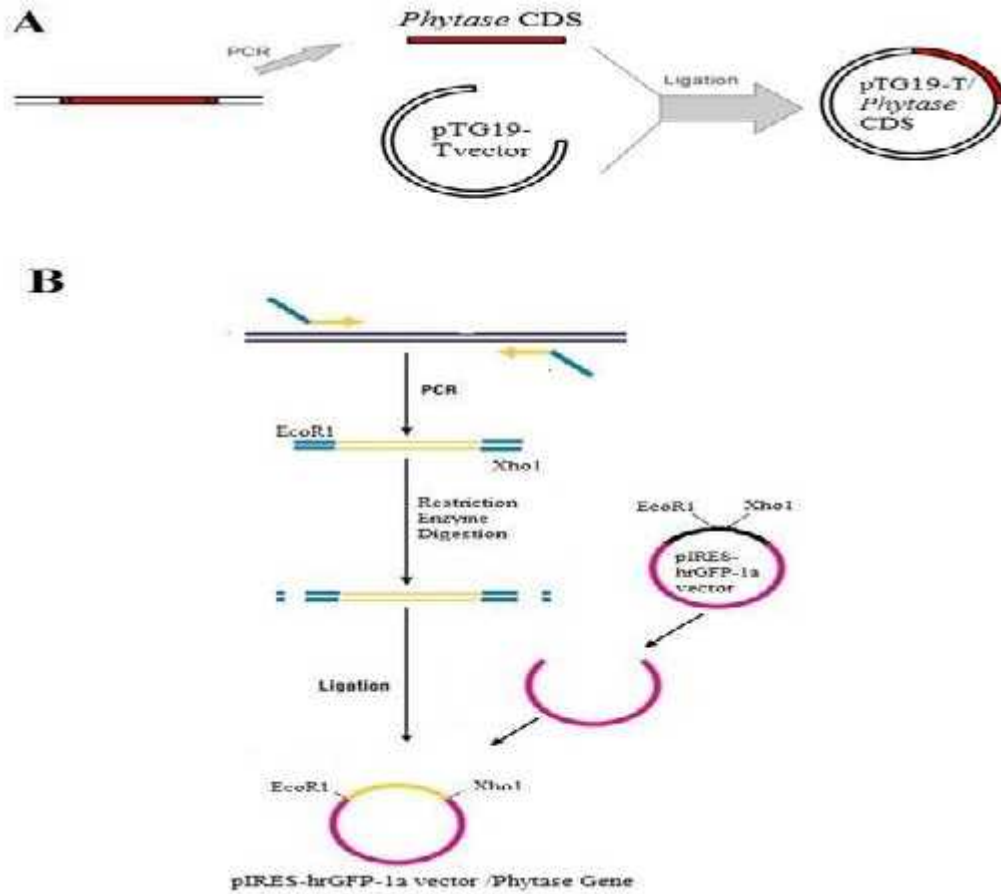 A
Phytase CDS
PCR
pTG19-
Tvector
Ligation
pTG19-T/
Phytase
CDS
B
PCR
EcoR1
Xho1
Restriction
Enzyme
Digestion
EcoR1
Xho1
pIRES-
hrGFP-1a
vector
Ligation
EcoR1
Xho1
pIRES-hrGFP-1a vector /Phytase Gene